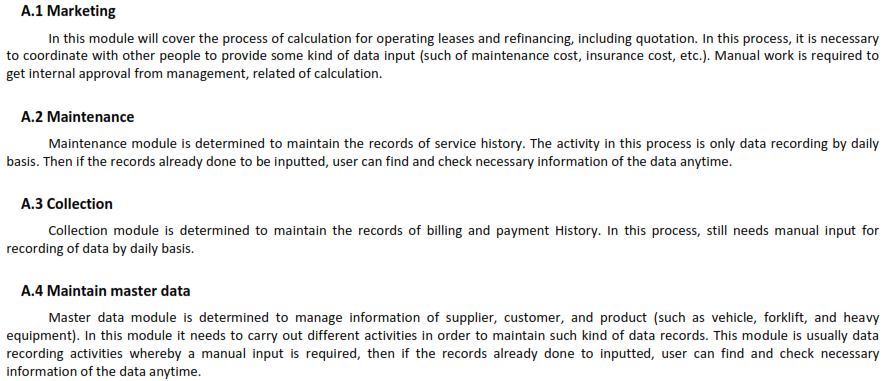 A.1 Marketing
In this module will cover the process of calculation for operating leases and refinancing, including quotation. In this process, it is necessary
to coordinate with other people to provide some kind of data input (such of maintenance cost, insurance cost, etc.). Manual work is required to
get internal approval from management, related of calculation.
A.2 Maintenance
Maintenance module is determined to maintain the records of service history. The activity in this process is only data recording by daily
basis. Then if the records already done to be inputted, user can find and check necessary information of the data anytime.
A.3 Collection
Collection module is determined to maintain the records of billing and payment History. In this process, still needs manual input for
recording of data by daily basis.
A.4 Maintain master data
Master data module is determined to manage information of supplier, customer, and product (such as vehicle, forklift, and heavy
equipment). In this module it needs to carry out different activities in order to maintain such kind of data records. This module is usually data
recording activities whereby a manual input is required, then if the records already done to inputted, user can find and check necessary
information of the data anytime.